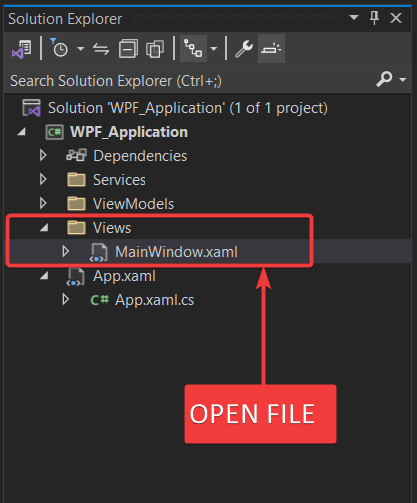 Solution Explorer
Search Solution Explorer (Ctrl+;)
Solution 'WPF_Application' (1 of 1 project)
C# WPF_Application
Dependencies
Services
ViewModels
Views
MainWindow.xaml
App.xaml
C# App.xaml.cs
OPEN FILE